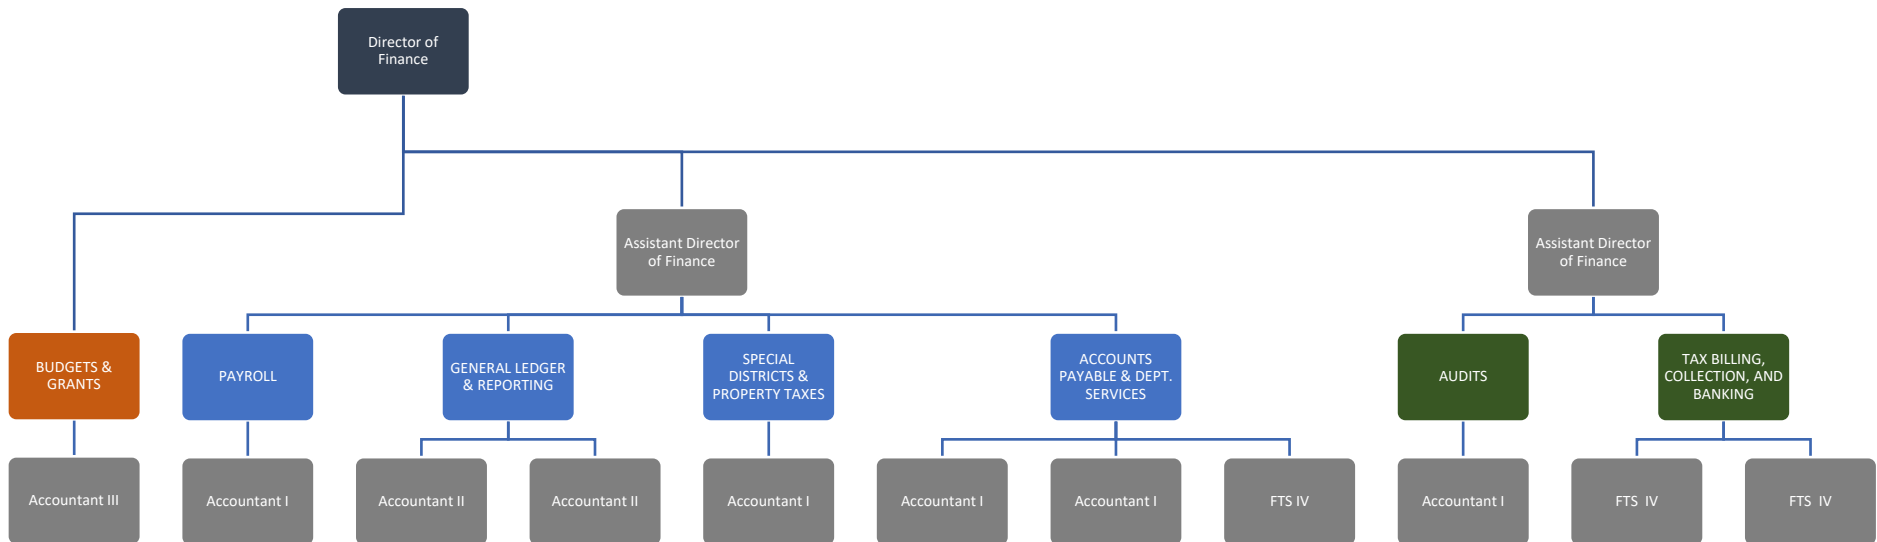 Director of
Finance
Assistant Director
of Finance
Assistant Director
of Finance
BUDGETS &
GRANTS
PAYROLL
GENERAL LEDGER
& REPORTING
SPECIAL
DISTRICTS &
PROPERTY TAXES
ACCOUNTS
PAYABLE & DEPT.
SERVICES
AUDITS
TAX BILLING,
COLLECTION, AND
BANKING
Accountant III
Accountant I
Accountant II
Accountant II
Accountant I
Accountant I
Accountant I
FTS IV
Accountant I
FTS  IV
FTS  IV